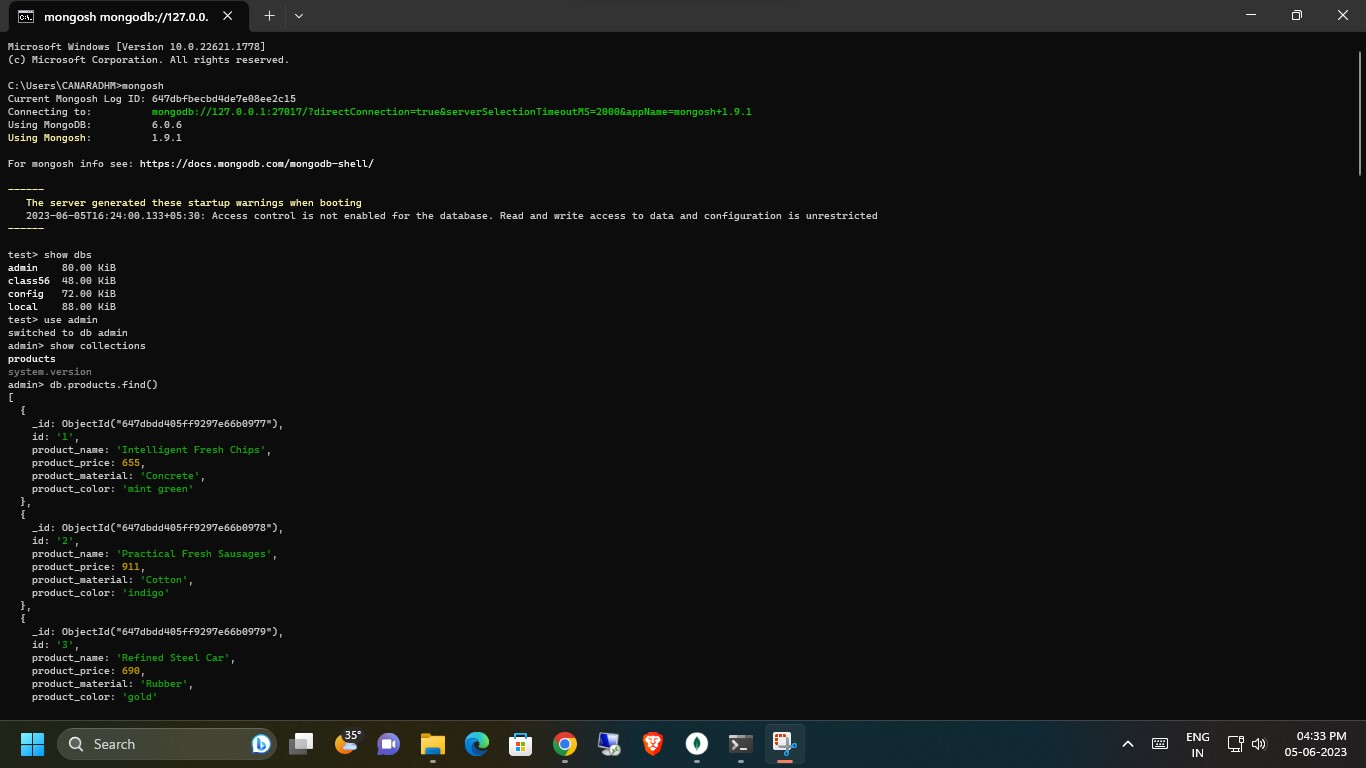 mongosh mongodb://127.0.0.
Microsoft Windows [Version 10.0.22621.1778]
(c) Microsoft Corporation. All rights reserved.
C:\Users\CANARADHM>mongosh
Current Mongosh Log ID: 647dbfbecbd4de7e08ee2c15
Connecting to: mongodb://127.0.0.1:27017/?directConnection=true&serverSelectionTimeoutMS=2000&appName=mongosh+1.9.1
Using MongoDB: 6.0.6
Using Mongosh: 1.9.1
For mongosh info see: https://docs.mongodb.com/mongodb-shell/
------
The server generated these startup warnings when booting
2023-06-05T16:24:00.133+05:30: Access control is not enabled for the database. Read and write access to data and configuration is unrestricted
------
test> show dbs
admin 80.00 KiB
class56 48.00 KiB
config 72.00 KiB
local 88.00 KiB
test> use admin
switched to db admin
admin> show collections
products
system.version
admin> db.products.find()
[
{
_id: ObjectId("647dbdd405ff9297e66b0977"),
id: '1',
product_name: 'Intelligent Fresh Chips',
product_price: 655,
product_material: 'Concrete',
product_color: 'mint green'
},
{
_id: ObjectId("647dbdd405ff9297e66b0978"),
id: '2',
product_name: 'Practical Fresh Sausages',
product_price: 911,
product_material: 'Cotton',
product_color: 'indigo'
},
{
_id: ObjectId("647dbdd405ff9297e66b0979"),
id: '3',
product_name: 'Refined Steel Car',
product_price: 690,
product_material: 'Rubber',
product_color: 'gold'
Search
35°
ENG
IN
04:33 PM
05-06-2023